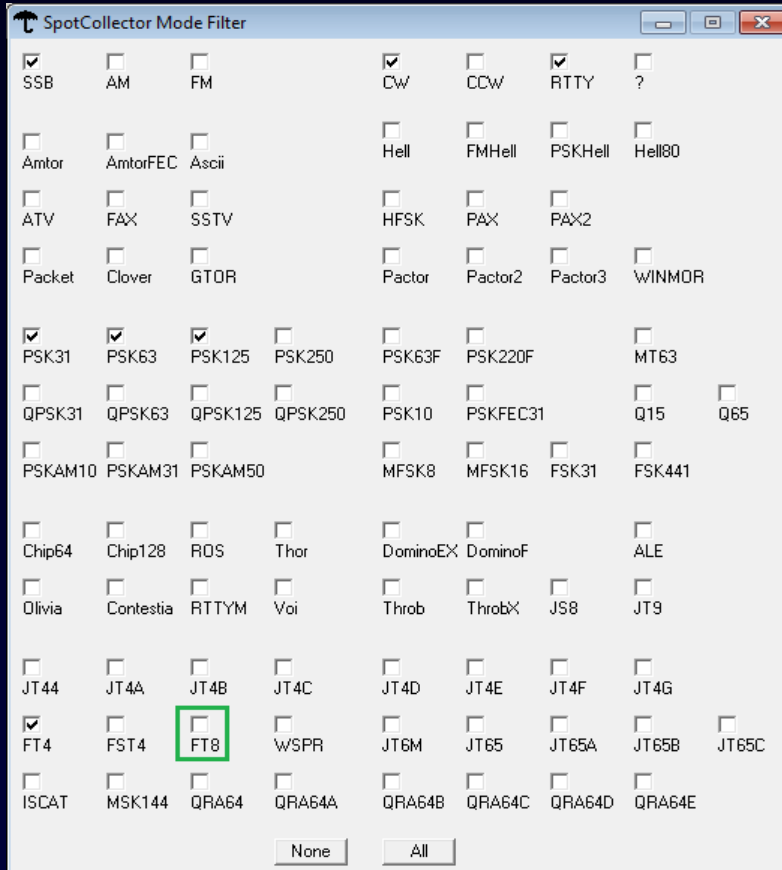 SpotCollector Mode Filter
SSB AM FM CW CCW RTTY ?
Amtor AmtorFEC Ascii Hell FMHell PSKHell Hell80
ATV FAX SSTV HFSK PAX PAX2
Packet Clover GTOR Pactor Pactor2 Pactor3 WINMOR
PSK31 PSK63 PSK125 PSK250 PSK63F PSK220F MT63
QPSK31 QPSK63 QPSK125 QPSK250 PSK10 PSKFEC31 Q15 Q65
PSKAM10 PSKAM31 PSKAM50 MFSK8 MFSK16 FSK31 FSK441
Chip64 Chip128 ROS Thor DominoEX DominoF ALE
Olivia Contestia RTTYM Voi Throb ThrobX JS8 JT9
JT44 JT4A JT4B JT4C JT4D JT4E JT4F JT4G
FT4 FST4 FT8 WSPR JT6M JT65 JT65A JT65B JT65C
ISCAT MSK144 QRA64 QRA64A QRA64B QRA64C QRA64D QRA64E
None All